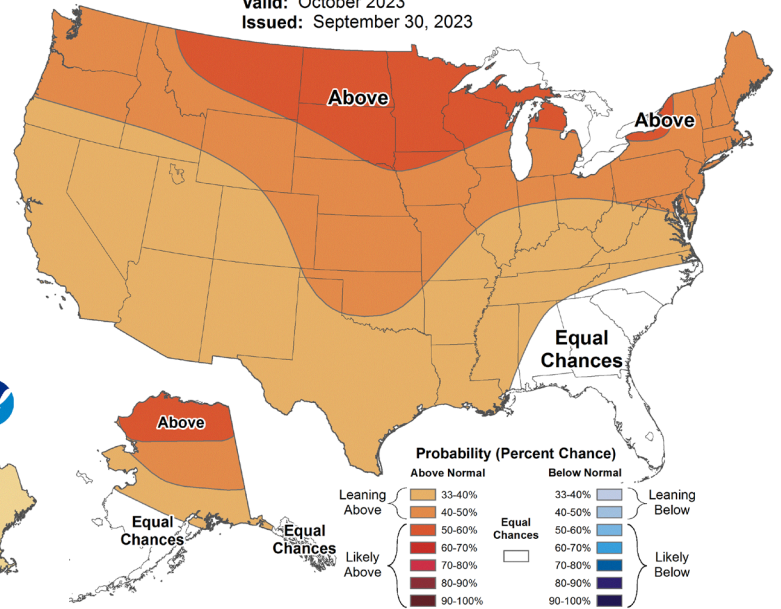 Valid: October 2023
Issued: September 30, 2023
Above
Above
Equal
Chances
Above
Equal
Chances
Equal
Chances
Probability (Percent Chance)
Above Normal
Below Normal
Leaning
Above
33-40%
40-50%
Likely
Above
50-60%
60-70%
70-80%
80-90%
90-100%
Equal
Chances
33-40%
40-50%
Leaning
Below
50-60%
60-70%
70-80%
80-90%
90-100%
Likely
Below